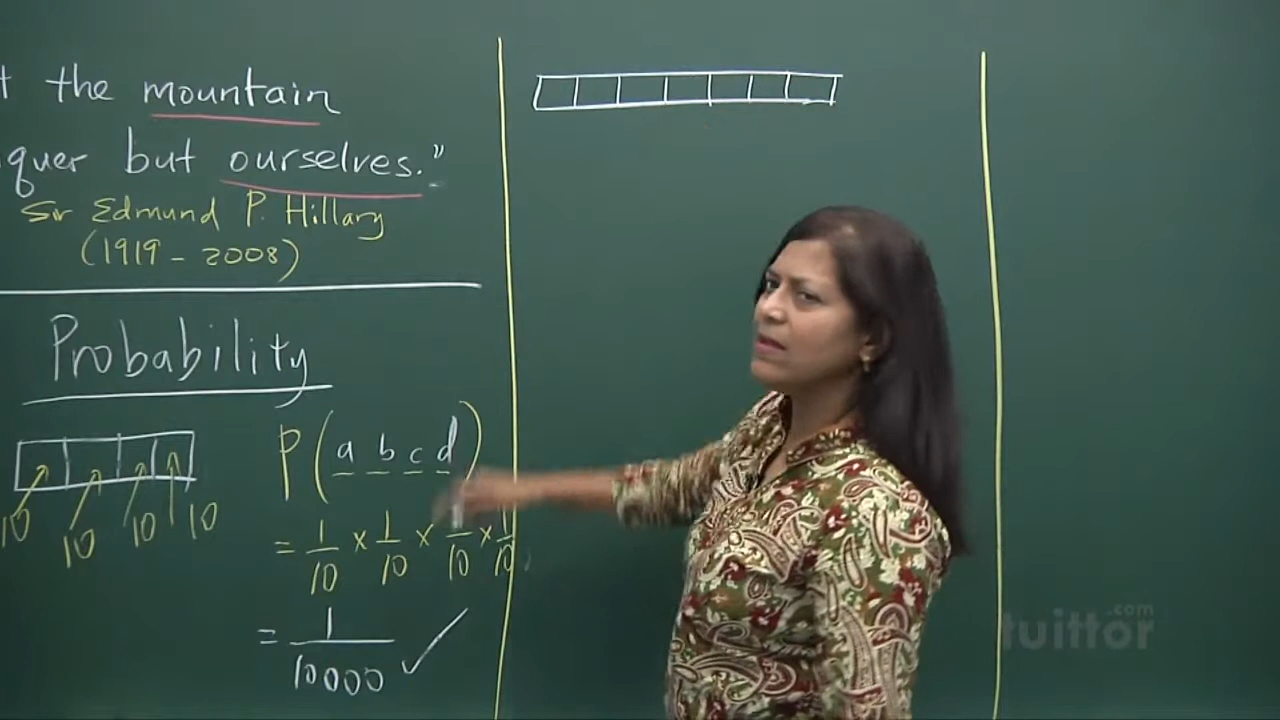 t the mountain
quer but ourselves."
Sir Edmund P. Hillary
(1919 - 2008)
Probability
10 10 10 10
P(a b c d)
= 1/10 × 1/10 × 1/10 × 1/10
= 1/10000 ✓
tuittor.com